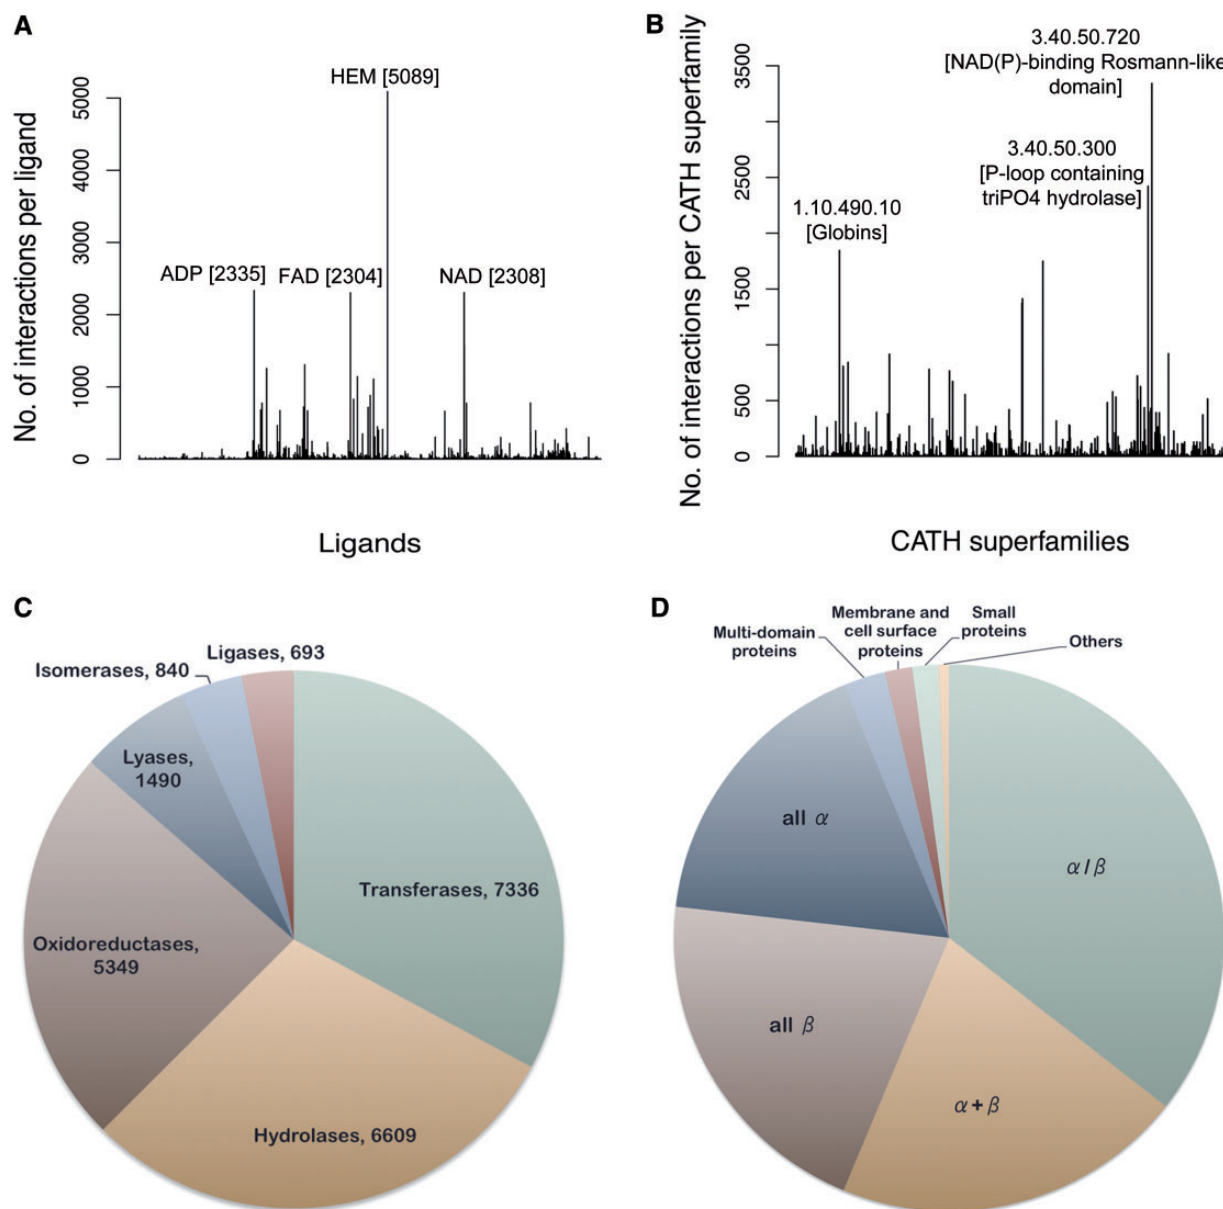 A
No. of interactions per ligand
5000
4000
3000
2000
1000
0
HEM [5089]
ADP [2335]
FAD [2304]
NAD [2308]
Ligands
B
No. of interactions per CATH superfamily
3500
2500
1500
500
0
3.40.50.720
[NAD(P)-binding Rosmann-like
domain]
3.40.50.300
[P-loop containing
triPO4 hydrolase]
1.10.490.10
[Globins]
CATH superfamilies
C
Ligases, 693
Isomerases, 840
Lyases,
1490
Transferases, 7336
Oxidoreductases,
5349
Hydrolases, 6609
D
Multi-domain
proteins
Membrane and
cell surface
proteins
Small
proteins
Others
all α
α / β
all β
α + β